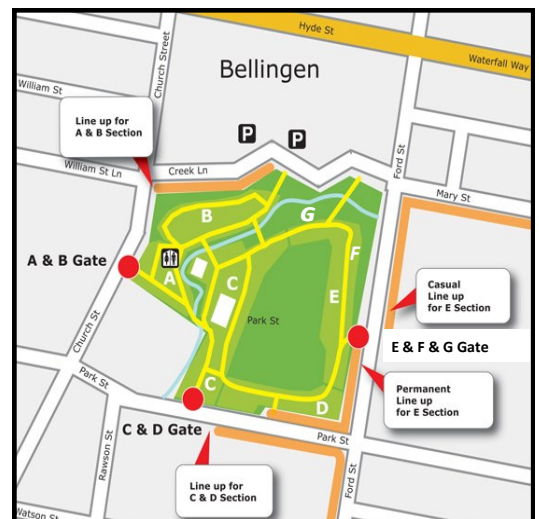 Hyde St
Waterfall Way
Church Street
Bellingen
William St
Line up for
A & B Section
P
P
Ford St
William St Ln
Creek Ln
Mary St
B
G
F
A & B Gate
A
C
E
Casual
Line up
for E Section
Park St
Church St
E & F & G Gate
Park St
C
D
Permanent
Line up
for E Section
C & D Gate
Park St
Rawson St
Line up for
C & D Section
Ford St
Watson St